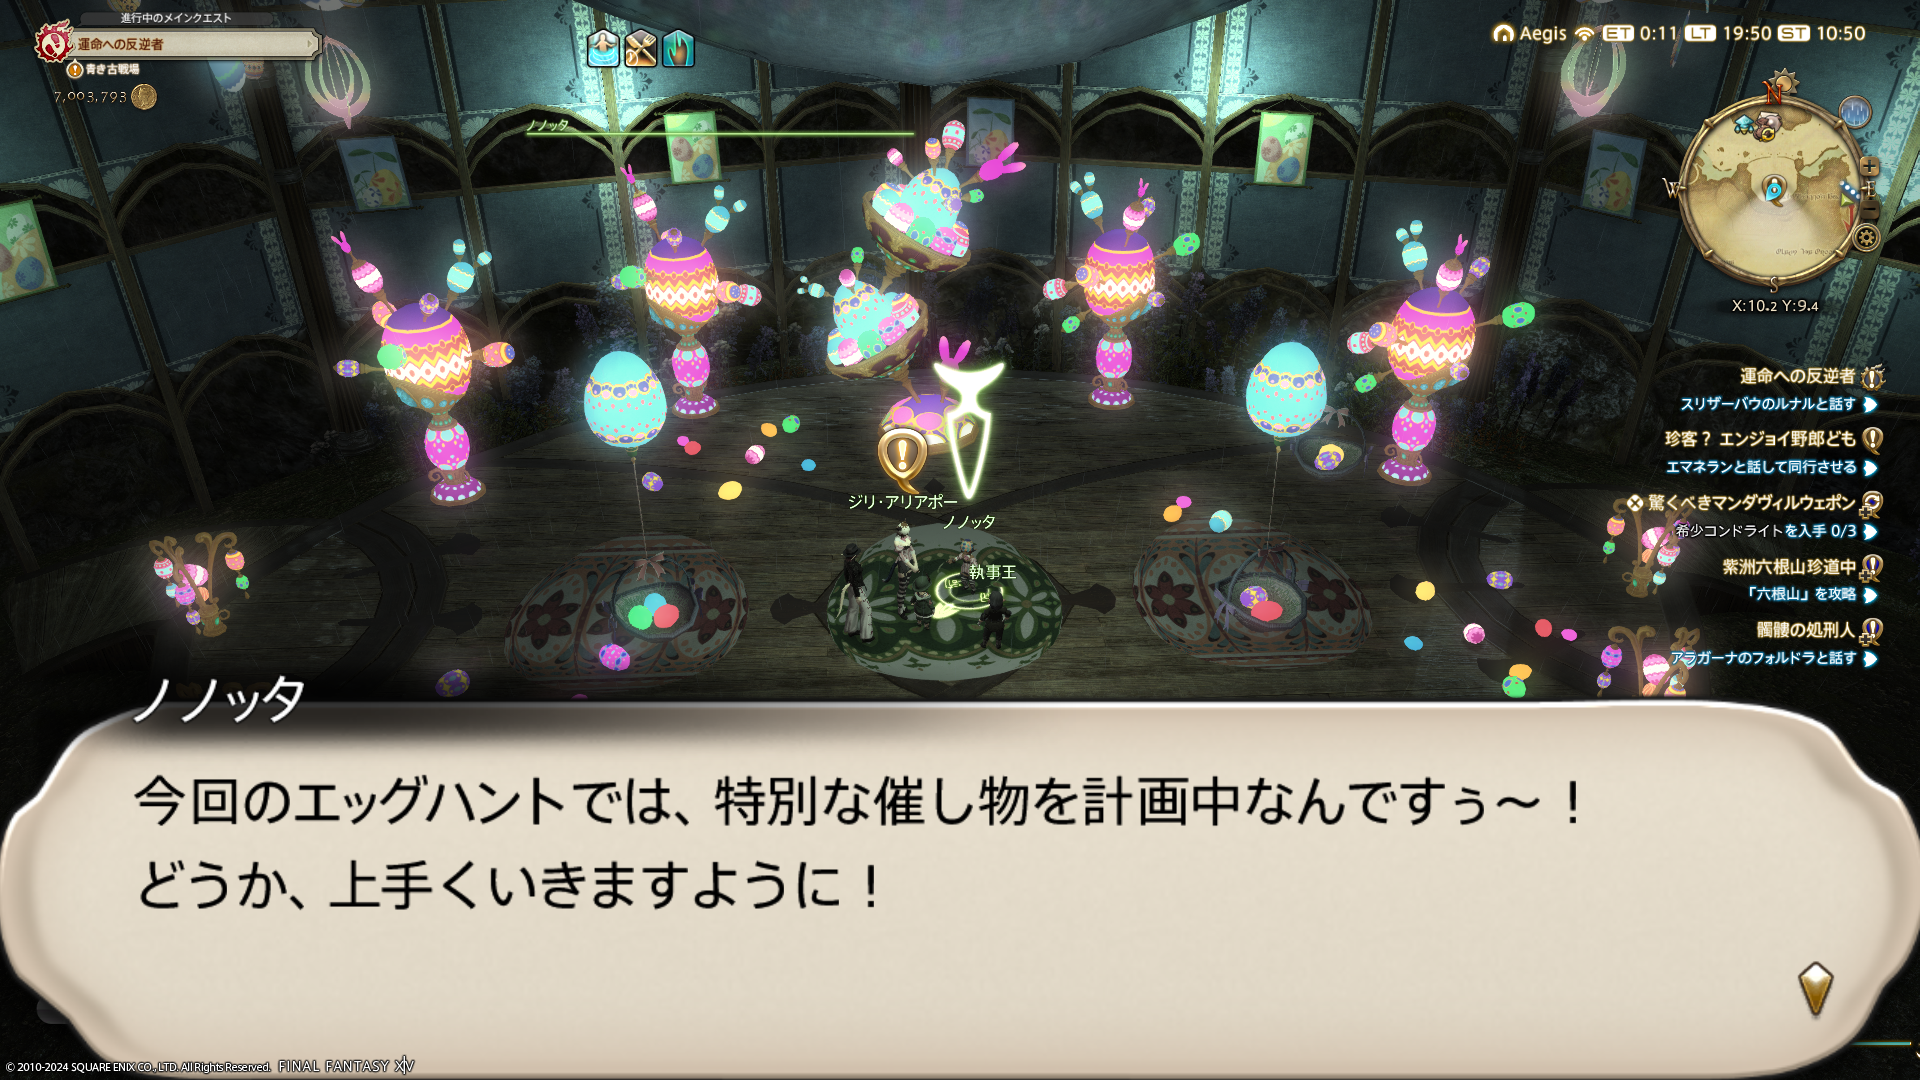 進行中のメインクエスト
運命への反逆者
青き古戦場
7,003,793
Aegis ET 0:11 LT 19:50 ST 10:50
N
W
E
S
X:10.2 Y:9.4
ノノッタ
運命への反逆者
スリザーバウのルナルと話す
珍客？ エンジョイ野郎ども
エマネランと話して同行させる
驚くべきマンダヴィルウェポン
希少コンドライトを入手 0/3
紫洲六根山珍道中
「六根山」を攻略
髑髏の処刑人
アラガーナのフォルドラと話す
ジリ・アリアポー
ノノッタ
執事王
ノノッタ
今回のエッグハントでは、特別な催し物を計画中なんですぅ～！
どうか、上手くいきますように！
© 2010-2024 SQUARE ENIX CO., LTD. All Rights Reserved. FINAL FANTASY XIV